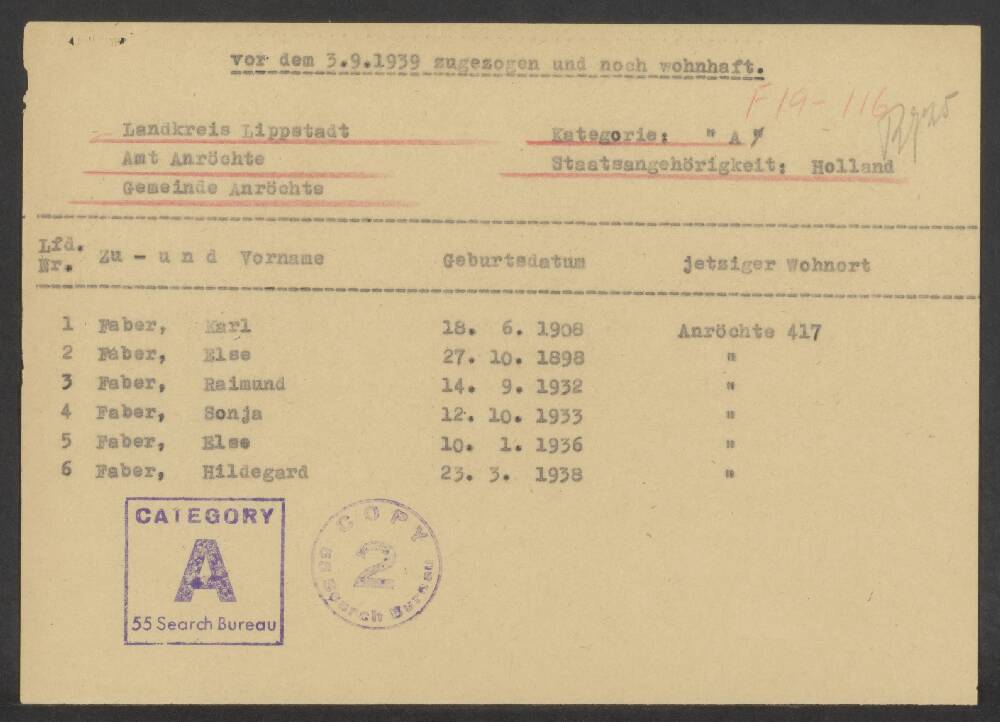 vor dem 3.9.1939 zugezogen und noch wohnhaft.
F 19 - 116
Landkreis Lippstadt
Kategorie: " A "
Amt Anröchte
Staatsangehörigkeit: Holland
Gemeinde Anröchte
Lfd. Nr. Zu - u n d Vorname Geburtsdatum jetziger Wohnort
1 Faber, Karl 18. 6. 1908 Anröchte 417
2 Faber, Else 27. 10. 1898 "
3 Faber, Raimund 14. 9. 1932 "
4 Faber, Sonja 12. 10. 1933 "
5 Faber, Else 10. 1. 1936 "
6 Faber, Hildegard 23. 3. 1938 "
CATEGORY
A
55 Search Bureau
COPY
2
55 Search Bureau